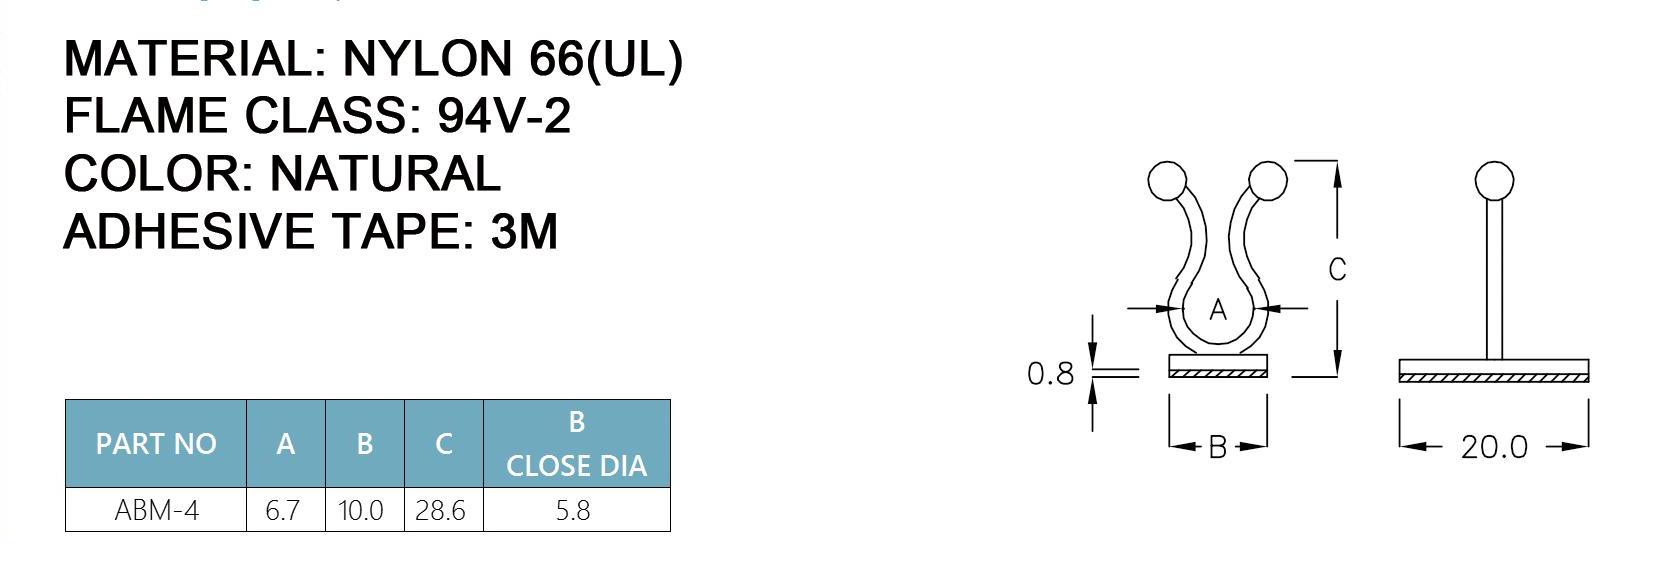 MATERIAL: NYLON 66(UL)
FLAME CLASS: 94V-2
COLOR: NATURAL
ADHESIVE TAPE: 3M
PART NO A B C B CLOSE DIA
ABM-4 6.7 10.0 28.6 5.8
C
A
0.8
B
20.0